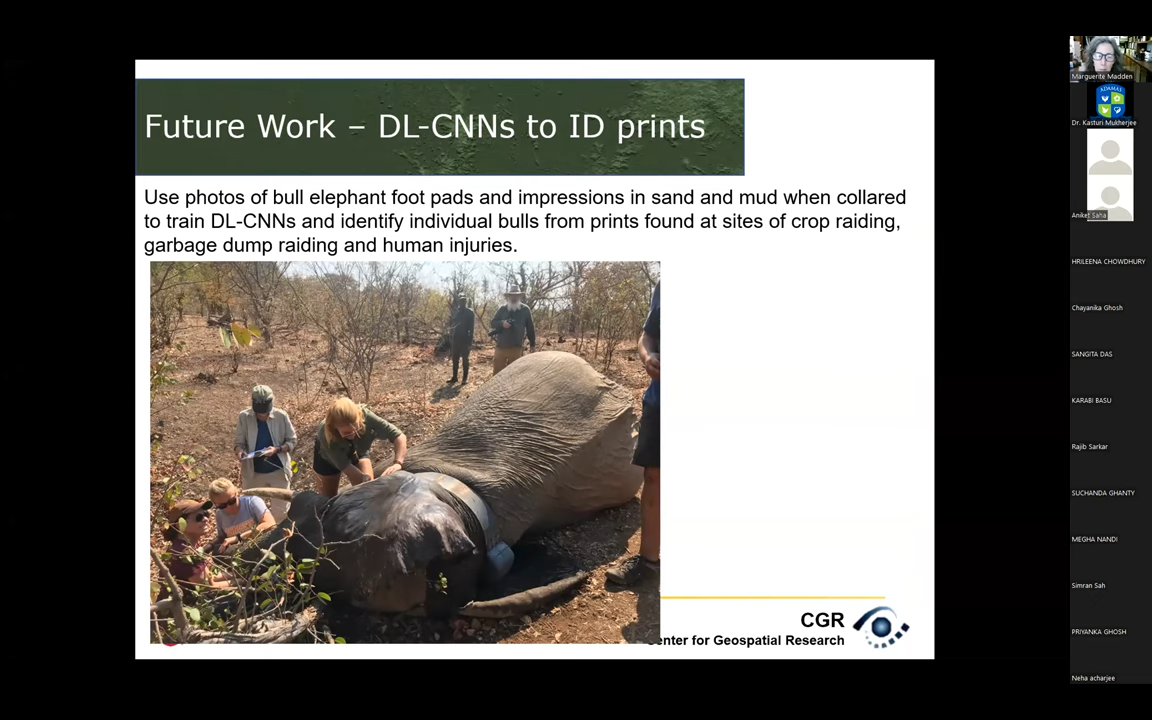 Future Work – DL-CNNs to ID prints
Use photos of bull elephant foot pads and impressions in sand and mud when collared
to train DL-CNNs and identify individual bulls from prints found at sites of crop raiding,
garbage dump raiding and human injuries.
CGR
enter for Geospatial Research
Marguerite Madden
ADAMAS
Dr. Kasturi Mukherjee
Aniket Saha
HRILEENA CHOWDHURY
Chayanika Ghosh
SANGITA DAS
KARABI BASU
Rajib Sarkar
SUCHANDA GHANTY
MEGHA NANDI
Simran Sah
PRIYANKA GHOSH
Neha acharjee